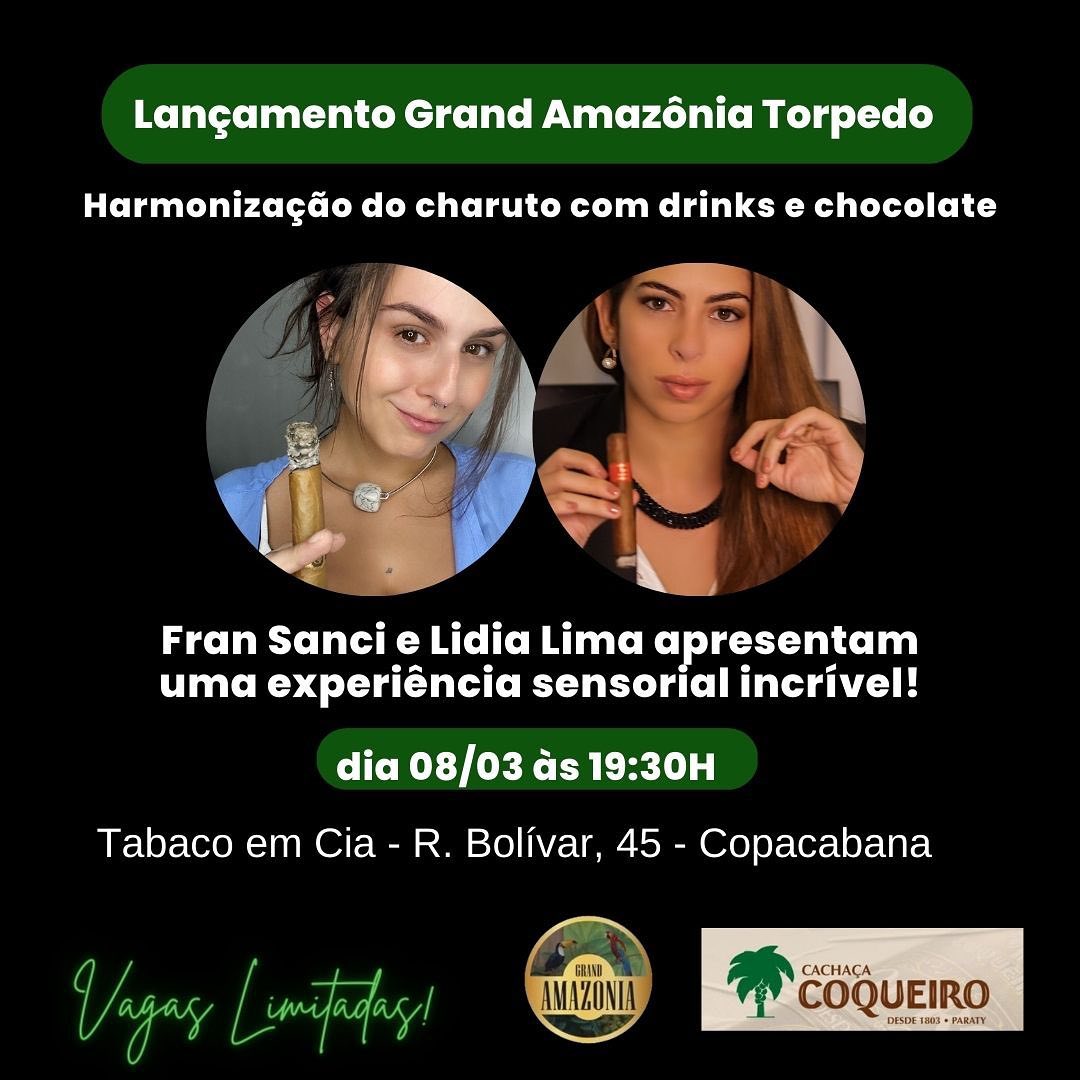 Lançamento Grand Amazônia Torpedo
Harmonização do charuto com drinks e chocolate
Fran Sanci e Lidia Lima apresentam
uma experiência sensorial incrível!
dia 08/03 às 19:30H
Tabaco em Cia - R. Bolívar, 45 - Copacabana
Vagas Limitadas!
GRAND
AMAZONIA
CACHAÇA
COQUEIRO
DESDE 1803 • PARATY